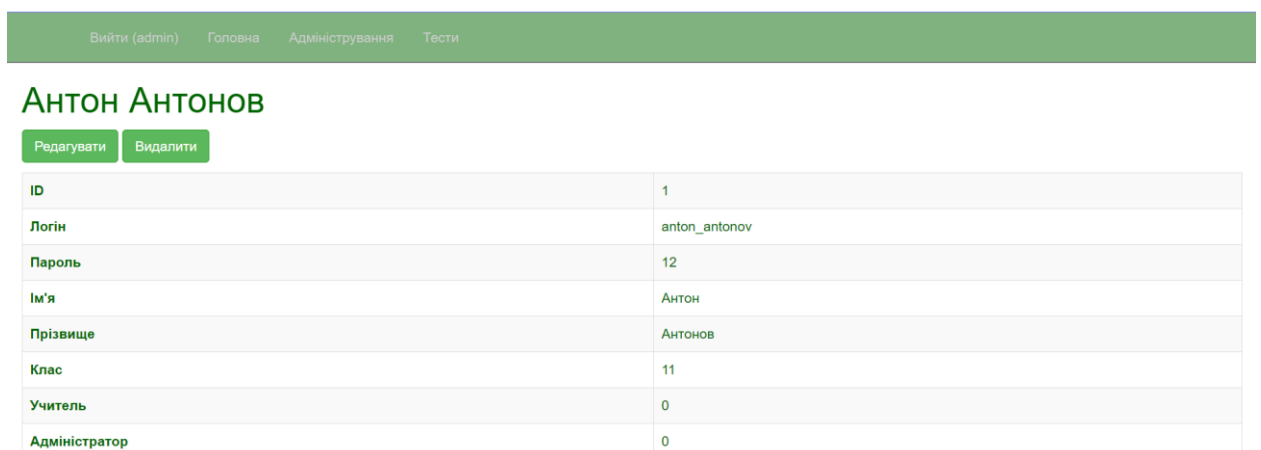 Вийти (admin) Головна Адміністрування Тести
Антон Антонов
Редагувати Видалити
ID 1
Логін anton_antonov
Пароль 12
Ім'я Антон
Прізвище Антонов
Клас 11
Учитель 0
Адміністратор 0